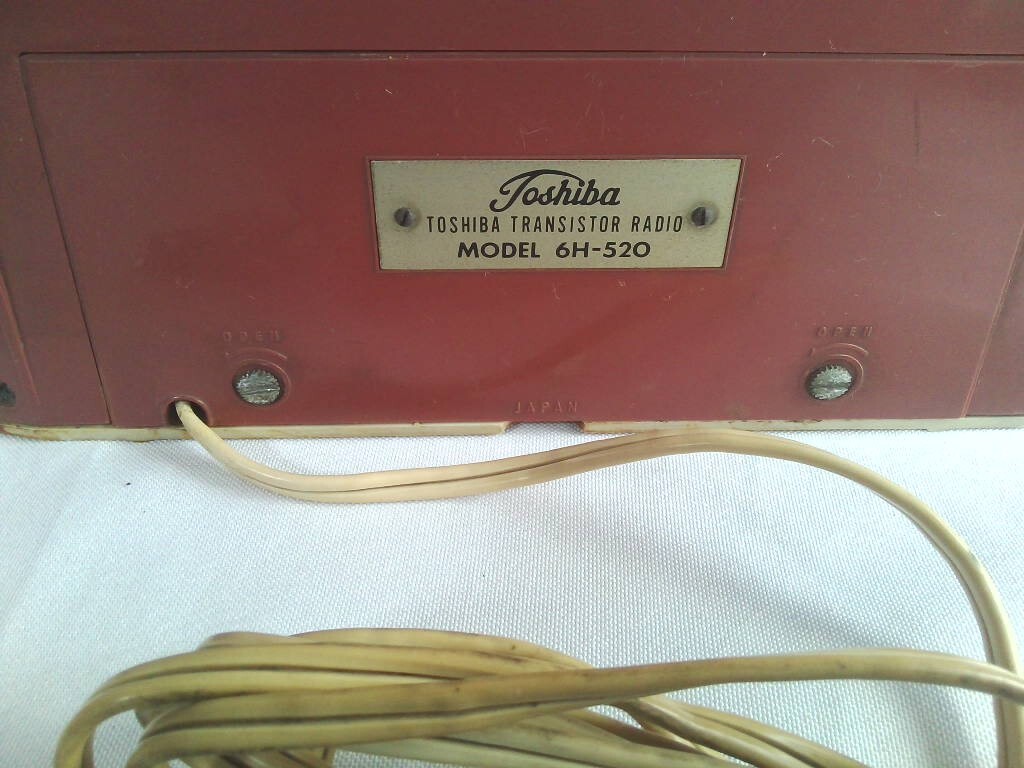 Toshiba
TOSHIBA TRANSISTOR RADIO
MODEL 6H-520
OPEN
OPEN
JAPAN